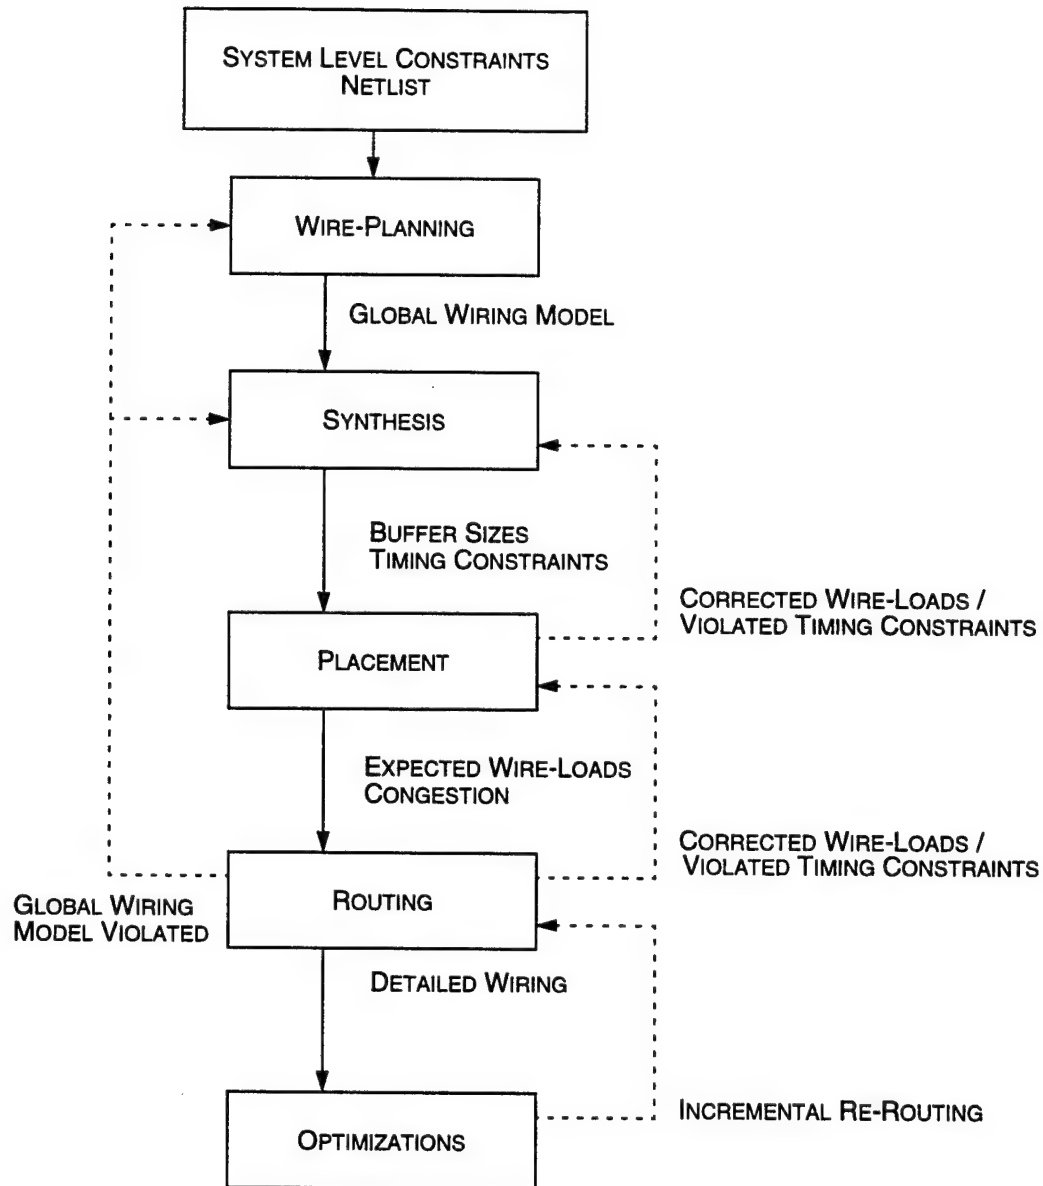 SYSTEM LEVEL CONSTRAINTS
NETLIST
WIRE-PLANNING
GLOBAL WIRING MODEL
SYNTHESIS
BUFFER SIZES
TIMING CONSTRAINTS
CORRECTED WIRE-LOADS /
VIOLATED TIMING CONSTRAINTS
PLACEMENT
EXPECTED WIRE-LOADS
CONGESTION
CORRECTED WIRE-LOADS /
VIOLATED TIMING CONSTRAINTS
ROUTING
GLOBAL WIRING
MODEL VIOLATED
DETAILED WIRING
INCREMENTAL RE-ROUTING
OPTIMIZATIONS